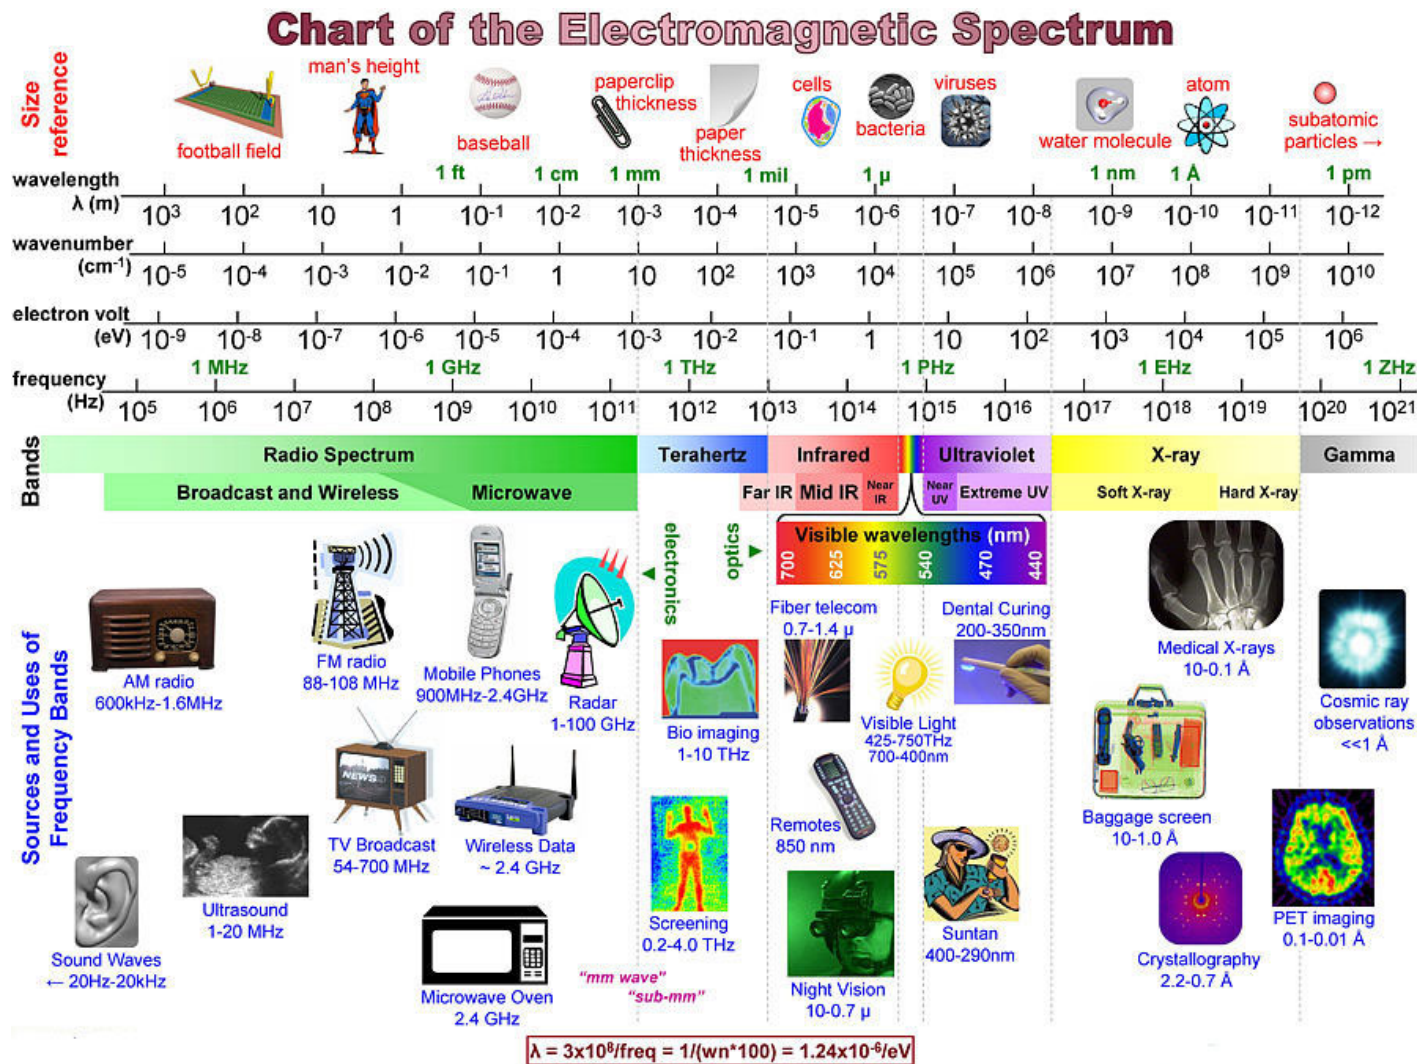 Chart of the Electromagnetic Spectrum
Size reference
football field
man's height
baseball
paperclip thickness
paper thickness
cells
bacteria
viruses
water molecule
atom
subatomic particles →
1 ft 1 cm 1 mm 1 mil 1 µ 1 nm 1 Å 1 pm
wavelength λ (m)
10³ 10² 10 1 10⁻¹ 10⁻² 10⁻³ 10⁻⁴ 10⁻⁵ 10⁻⁶ 10⁻⁷ 10⁻⁸ 10⁻⁹ 10⁻¹⁰ 10⁻¹¹ 10⁻¹²
wavenumber (cm⁻¹)
10⁻⁵ 10⁻⁴ 10⁻³ 10⁻² 10⁻¹ 1 10 10² 10³ 10⁴ 10⁵ 10⁶ 10⁷ 10⁸ 10⁹ 10¹⁰
electron volt (eV)
10⁻⁹ 10⁻⁸ 10⁻⁷ 10⁻⁶ 10⁻⁵ 10⁻⁴ 10⁻³ 10⁻² 10⁻¹ 1 10 10² 10³ 10⁴ 10⁵ 10⁶
1 MHz 1 GHz 1 THz 1 PHz 1 EHz 1 ZHz
frequency (Hz)
10⁵ 10⁶ 10⁷ 10⁸ 10⁹ 10¹⁰ 10¹¹ 10¹² 10¹³ 10¹⁴ 10¹⁵ 10¹⁶ 10¹⁷ 10¹⁸ 10¹⁹ 10²⁰ 10²¹
Bands
Radio Spectrum Terahertz Infrared Ultraviolet X-ray Gamma
Broadcast and Wireless Microwave Far IR Mid IR Near IR Near UV Extreme UV Soft X-ray Hard X-ray
electronics
optics
Visible wavelengths (nm)
700 625 575 540 470 440
Sources and Uses of Frequency Bands
AM radio
600kHz-1.6MHz
FM radio
88-108 MHz
Mobile Phones
900MHz-2.4GHz
Radar
1-100 GHz
Bio imaging
1-10 THz
Fiber telecom
0.7-1.4 µ
Visible Light
425-750THz
700-400nm
Dental Curing
200-350nm
Medical X-rays
10-0.1 Å
Cosmic ray
observations
<<1 Å
NEWS
TV Broadcast
54-700 MHz
Wireless Data
~ 2.4 GHz
Remotes
850 nm
Baggage screen
10-1.0 Å
Sound Waves
← 20Hz-20kHz
Ultrasound
1-20 MHz
Microwave Oven
2.4 GHz
"mm wave"
"sub-mm"
Screening
0.2-4.0 THz
Night Vision
10-0.7 µ
Suntan
400-290nm
Crystallography
2.2-0.7 Å
PET imaging
0.1-0.01 Å
λ = 3x10⁸/freq = 1/(wn*100) = 1.24x10⁻⁶/eV